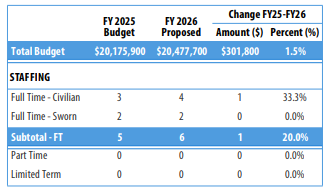 FY 2025 FY 2026 Change FY25-FY26
Budget Proposed Amount ($) Percent (%)
Total Budget $20,175,900 $20,477,700 $301,800 1.5%
STAFFING
Full Time - Civilian 3 4 1 33.3%
Full Time - Sworn 2 2 0 0.0%
Subtotal - FT 5 6 1 20.0%
Part Time 0 0 0 0.0%
Limited Term 0 0 0 0.0%